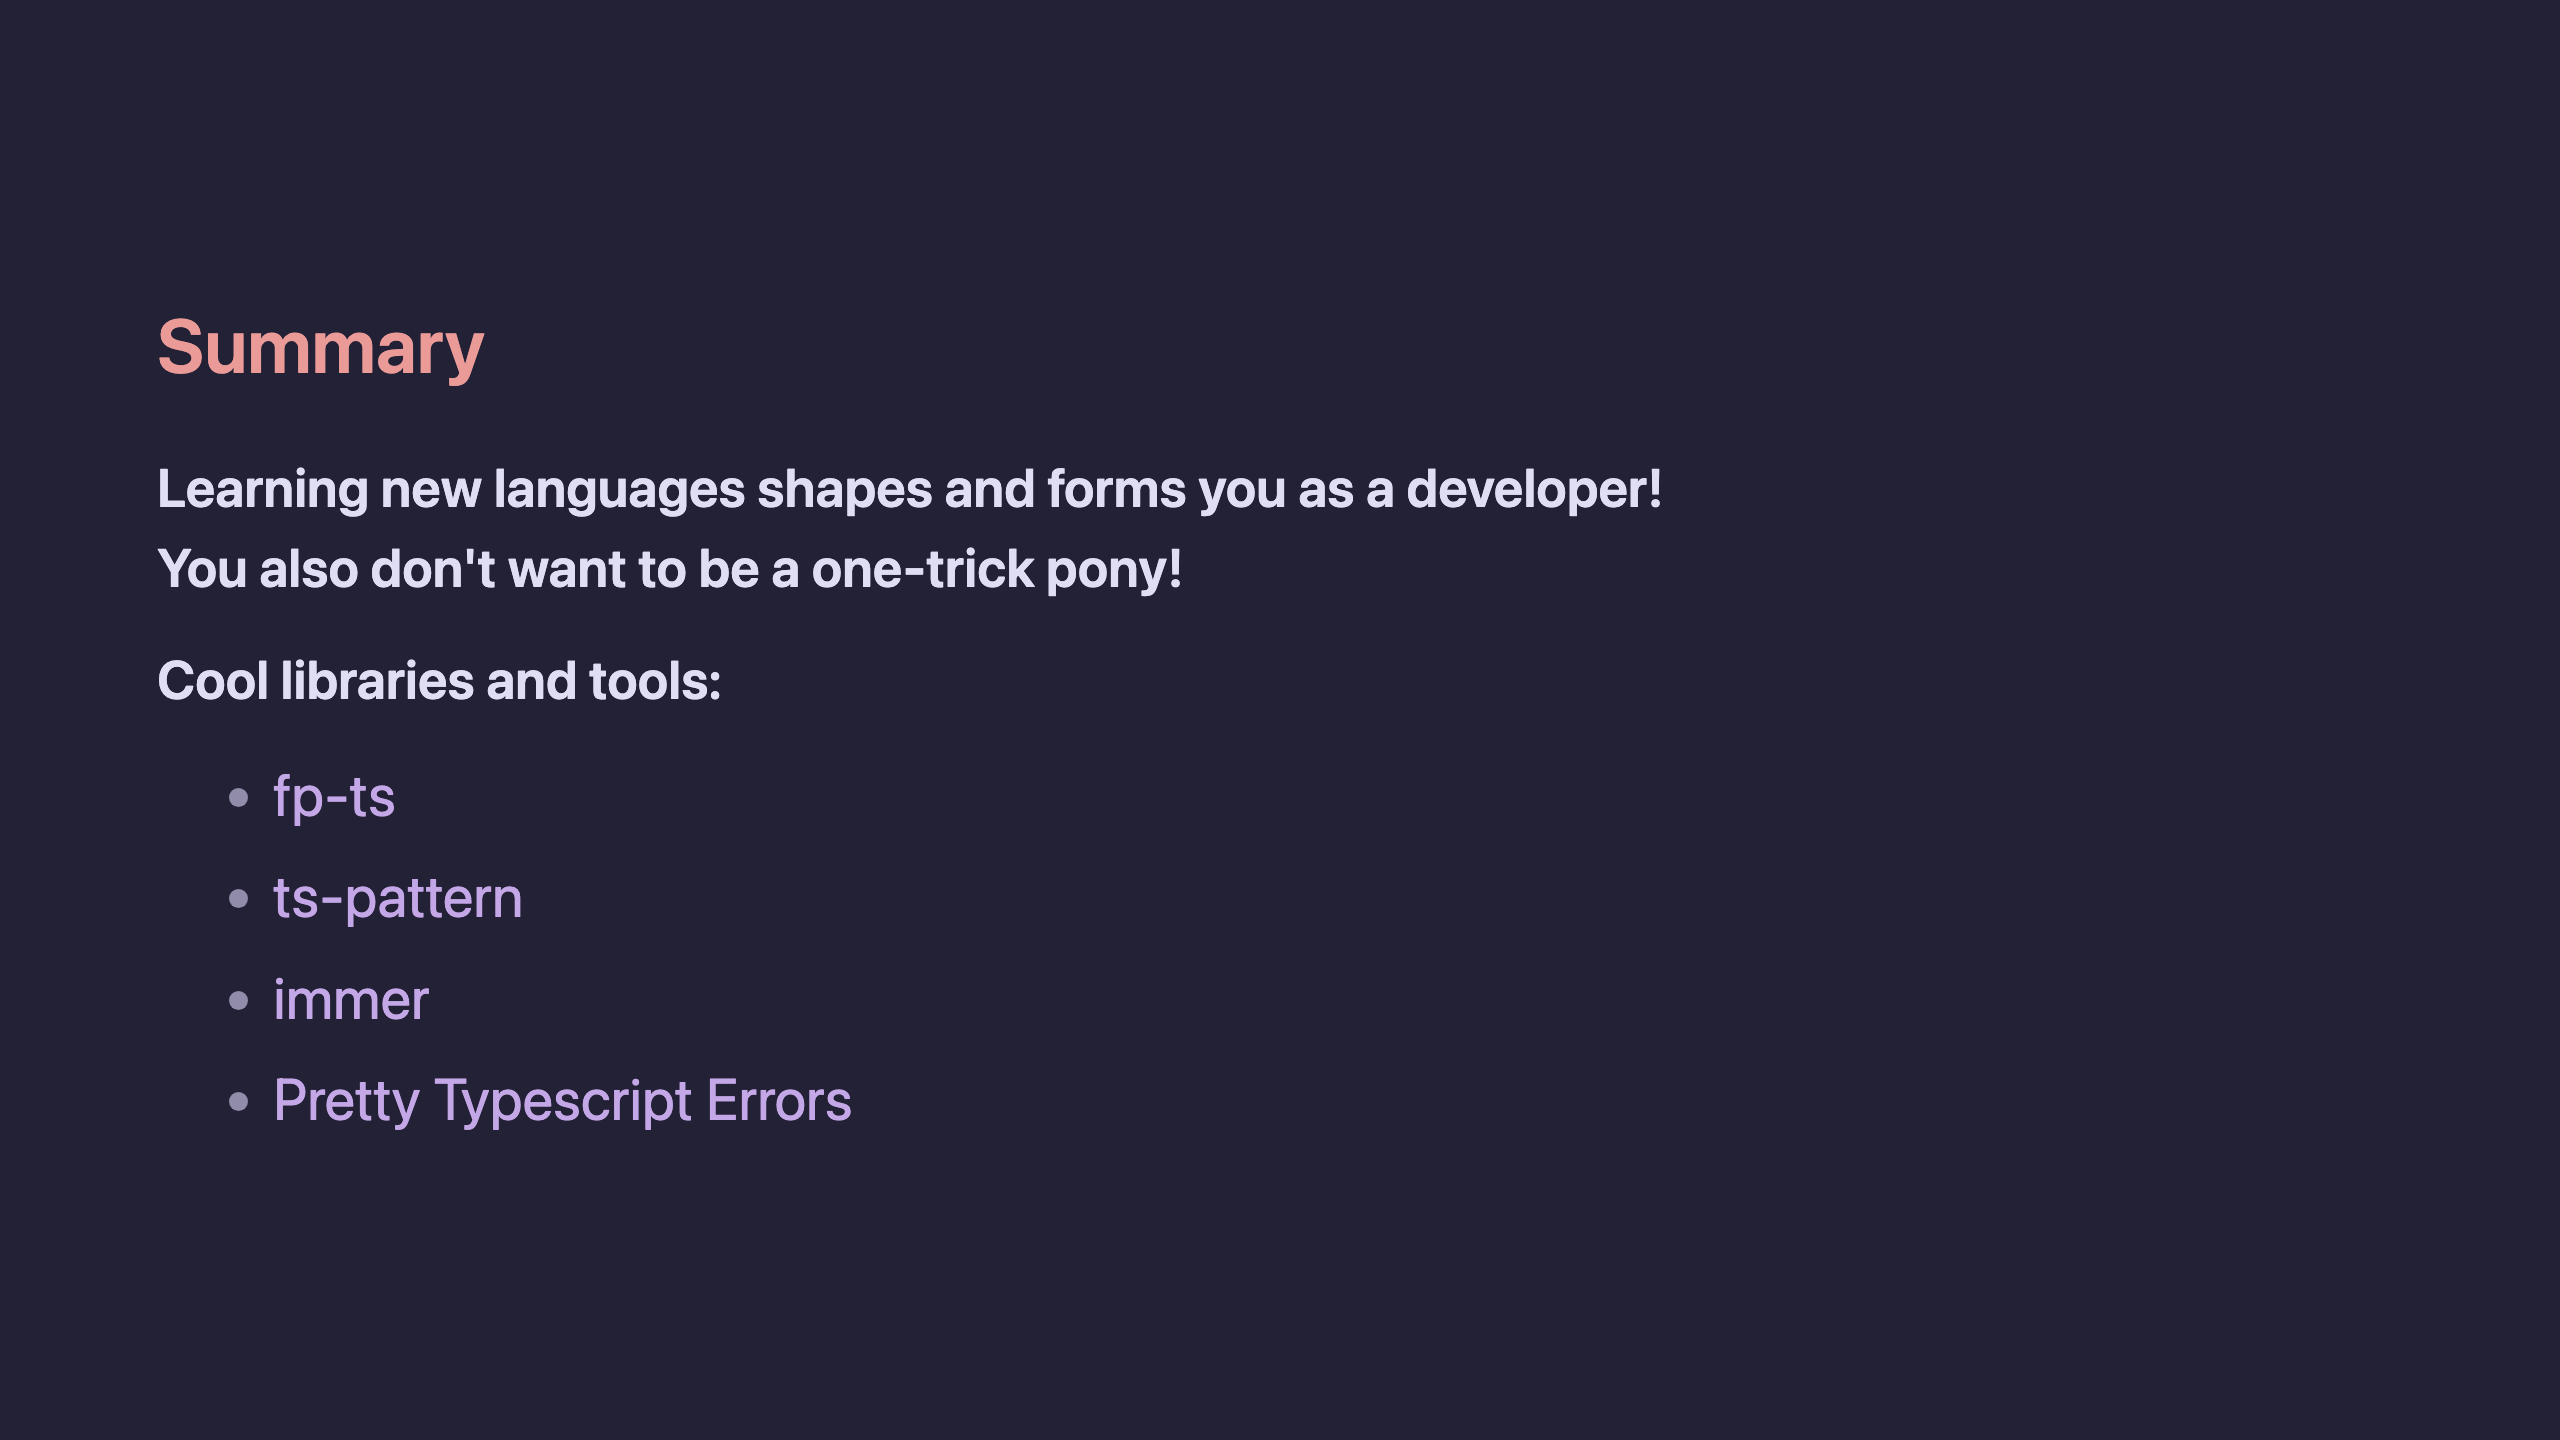 Summary
Learning new languages shapes and forms you as a developer!
You also don't want to be a one-trick pony!
Cool libraries and tools:
• fp-ts
• ts-pattern
• immer
• Pretty Typescript Errors